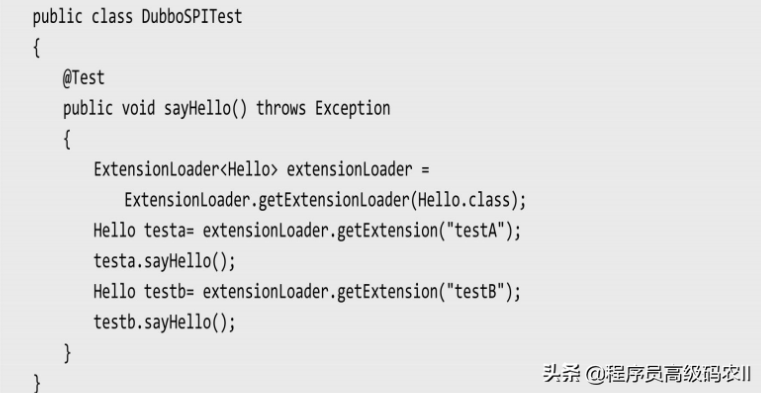 public class DubboSPITest
{
@Test
public void sayHello() throws Exception
{
ExtensionLoader<Hello> extensionLoader =
ExtensionLoader.getExtensionLoader(Hello.class);
Hello testa= extensionLoader.getExtension("testA");
testa.sayHello();
Hello testb= extensionLoader.getExtension("testB");
testb.sayHello();
}
}
头条 @程序员高级码农II